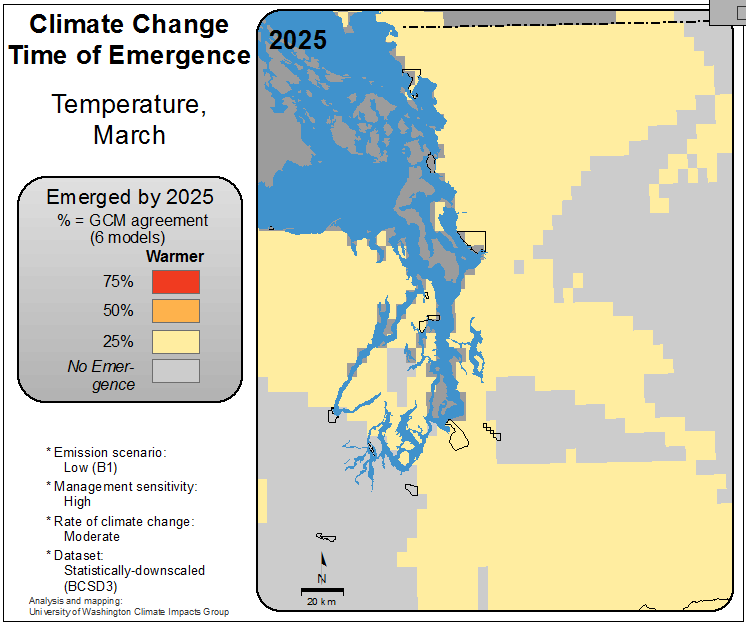 Climate Change
Time of Emergence
Temperature,
March
Emerged by 2025
% = GCM agreement
(6 models)
Warmer
75%
50%
25%
No Emer-
gence
* Emission scenario:
Low (B1)
* Management sensitivity:
High
* Rate of climate change:
Moderate
* Dataset:
Statistically-downscaled
(BCSD3)
Analysis and mapping:
University of Washington Climate Impacts Group
2025
N
20 km